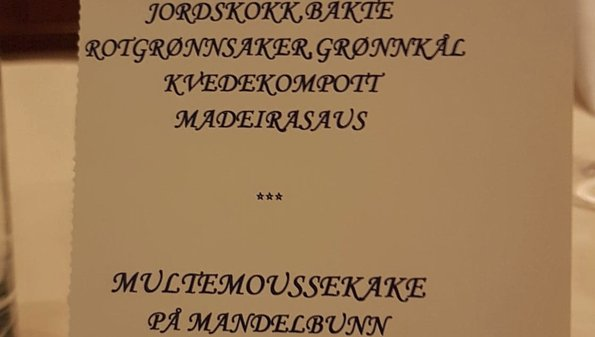 JORDSKOKK, BAKTE
ROTGRØNNSAKER, GRØNNKÅL
KVEDEKOMPOTT
MADEIRASAUS
***
MULTEMOUSSEKAKE
PÅ MANDELBUNN